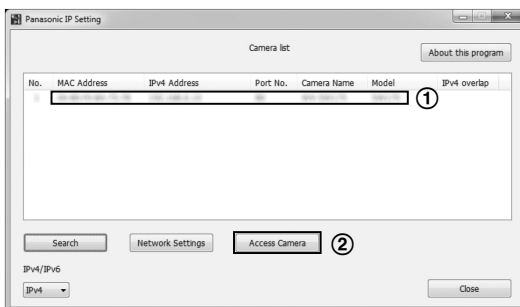 Panasonic IP Setting
Camera list
About this program
No. MAC Address IPv4 Address Port No. Camera Name Model IPv4 overlap
①
Search Network Settings Access Camera ②
IPv4/IPv6
IPv4
Close